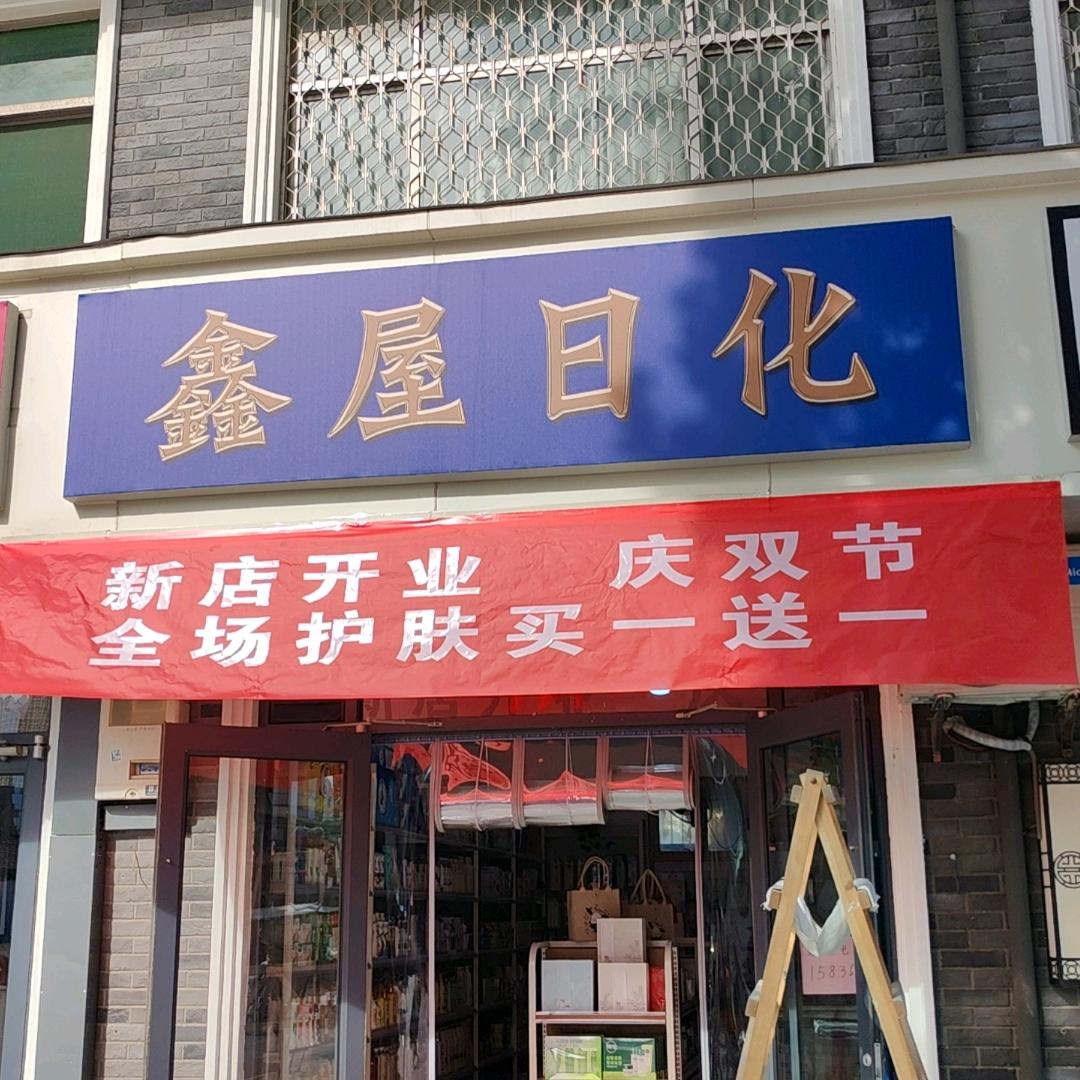 鑫屋日化
新店开业 庆双节
全场护肤买一送一
15836